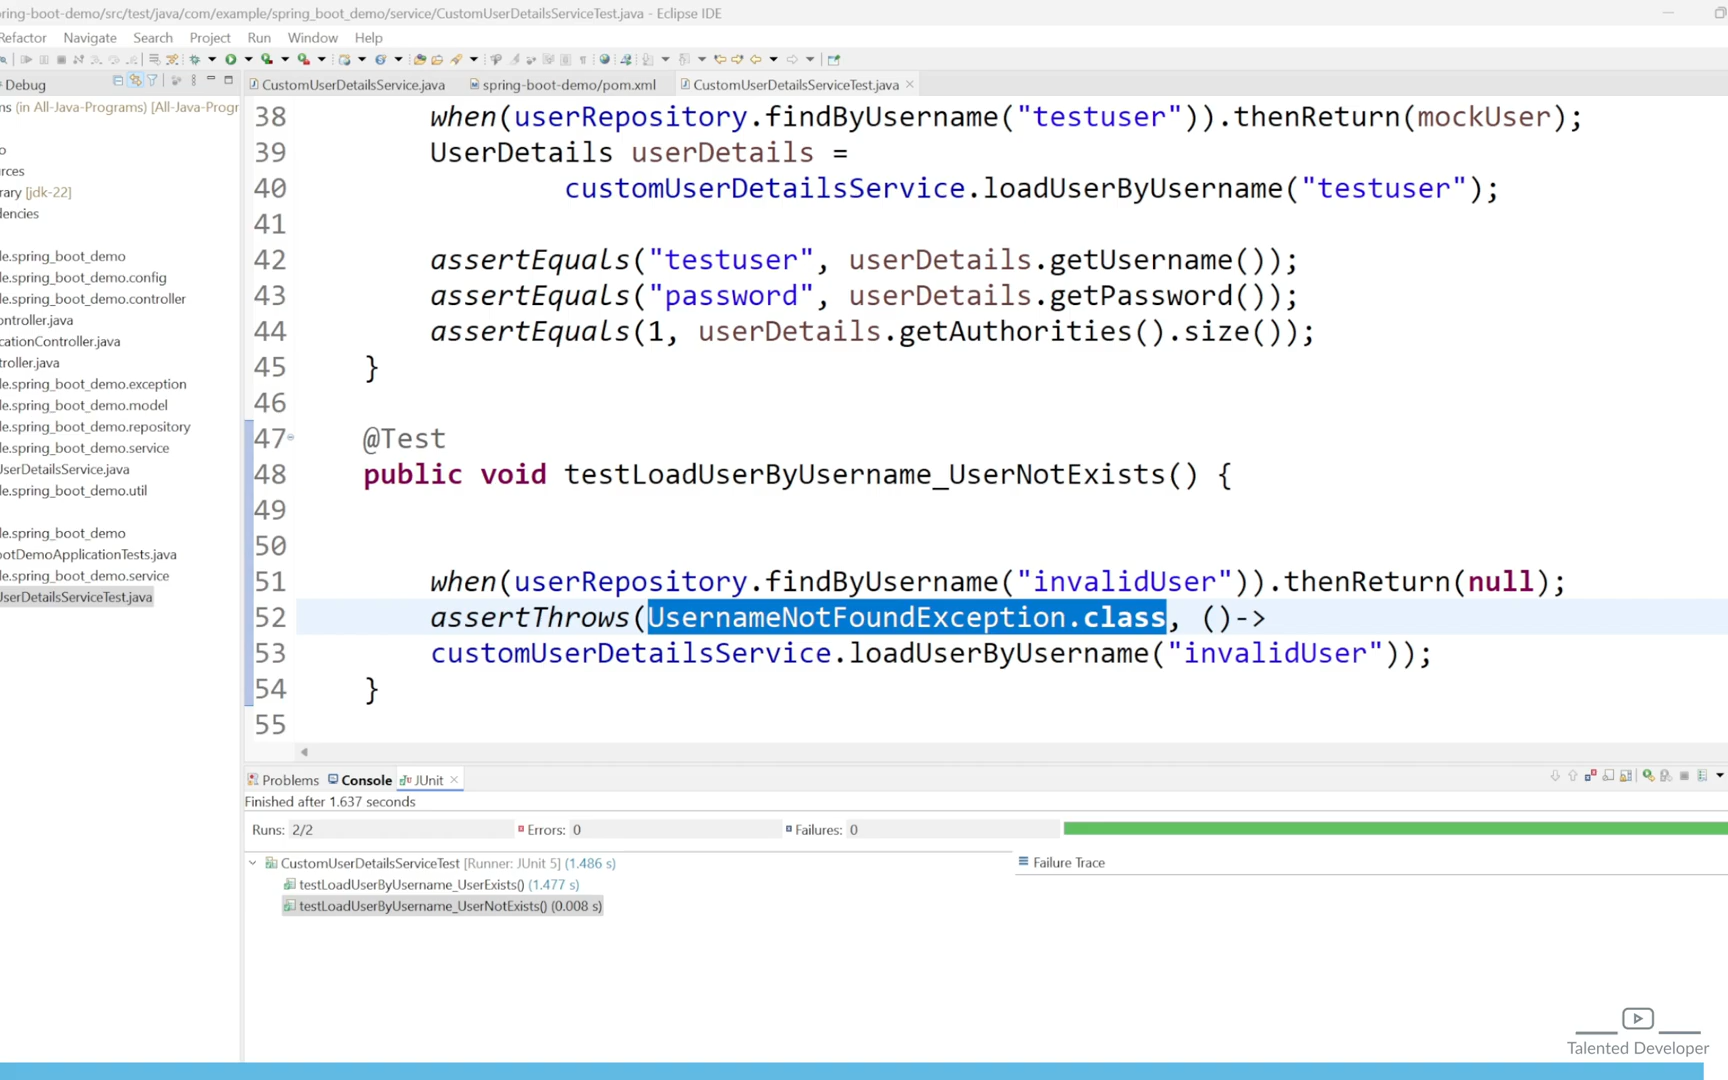 ring-boot-demo/src/test/java/com/example/spring_boot_demo/service/CustomUserDetailsServiceTest.java - Eclipse IDE
Refactor Navigate Search Project Run Window Help
Debug
CustomUserDetailsService.java spring-boot-demo/pom.xml CustomUserDetailsServiceTest.java
ms (in All-Java-Programs) [All-Java-Progr
o
rces
rary [jdk-22]
dencies
le.spring_boot_demo
le.spring_boot_demo.config
le.spring_boot_demo.controller
ontroller.java
cationController.java
troller.java
le.spring_boot_demo.exception
le.spring_boot_demo.model
le.spring_boot_demo.repository
le.spring_boot_demo.service
UserDetailsService.java
le.spring_boot_demo.util
le.spring_boot_demo
ootDemoApplicationTests.java
le.spring_boot_demo.service
UserDetailsServiceTest.java
38 when(userRepository.findByUsername("testuser")).thenReturn(mockUser);
39 UserDetails userDetails =
40 customUserDetailsService.loadUserByUsername("testuser");
41
42 assertEquals("testuser", userDetails.getUsername());
43 assertEquals("password", userDetails.getPassword());
44 assertEquals(1, userDetails.getAuthorities().size());
45 }
46
47 @Test
48 public void testLoadUserByUsername_UserNotExists() {
49
50
51 when(userRepository.findByUsername("invalidUser")).thenReturn(null);
52 assertThrows(UsernameNotFoundException.class, ()->
53 customUserDetailsService.loadUserByUsername("invalidUser"));
54 }
55
Problems Console JUnit
Finished after 1.637 seconds
Runs: 2/2 Errors: 0 Failures: 0
CustomUserDetailsServiceTest [Runner: JUnit 5] (1.486 s)
testLoadUserByUsername_UserExists() (1.477 s)
testLoadUserByUsername_UserNotExists() (0.008 s)
Failure Trace
Talented Developer